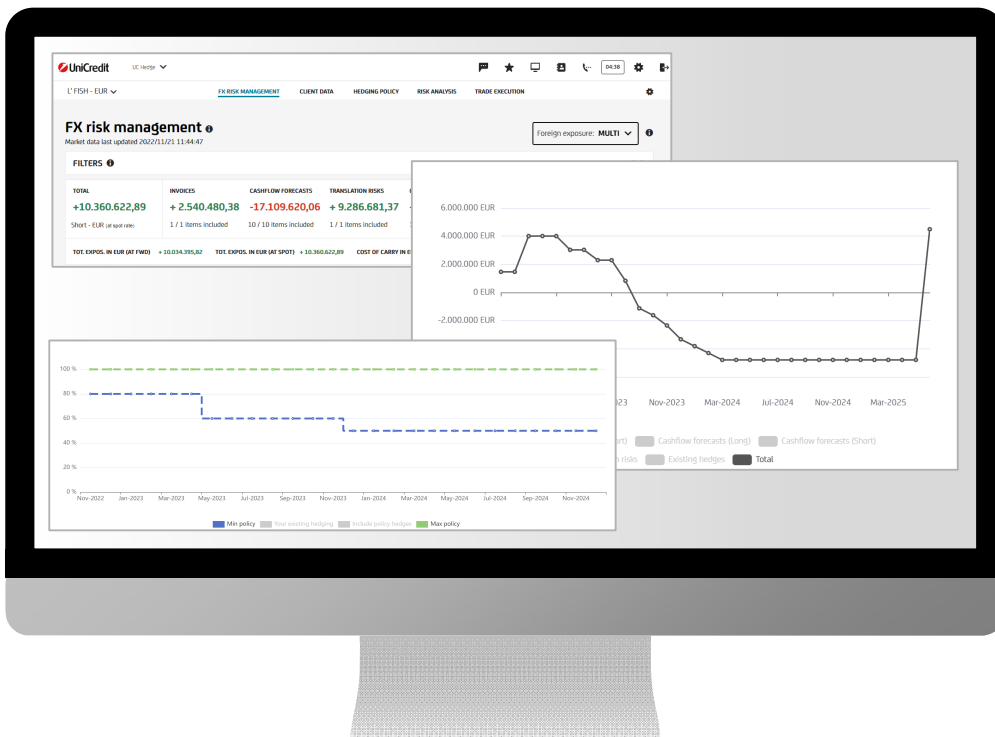 UniCredit
UC Hedge
04:38
L' FISH - EUR
FX RISK MANAGEMENT CLIENT DATA HEDGING POLICY RISK ANALYSIS TRADE EXECUTION
FX risk management
Market data last updated 2022/11/21 11:44:47
Foreign exposure: MULTI
FILTERS
TOTAL INVOICES CASHFLOW FORECASTS TRANSLATION RISKS
+10.360.622,89 + 2.540.480,38 -17.109.620,06 + 9.286.681,37
Short - EUR (at spot rate) 1 / 1 items included 10 / 10 items included 1 / 1 items included
TOT. EXPOS. IN EUR (AT FWD) + 10.034.395,82 TOT. EXPOS. IN EUR (AT SPOT) + 10.360.622,89 COST OF CARRY IN E
6.000.000 EUR
4.000.000 EUR
2.000.000 EUR
0 EUR
-2.000.000 EUR
023 Nov-2023 Mar-2024 Jul-2024 Nov-2024 Mar-2025
ort) Cashflow forecasts (Long) Cashflow forecasts (Short)
n risks Existing hedges Total
100 %
80 %
60 %
40 %
20 %
0 %
Nov-2022 Jan-2023 Mar-2023 May-2023 Jul-2023 Sep-2023 Nov-2023 Jan-2024 Mar-2024 May-2024 Jul-2024 Sep-2024 Nov-2024
Min policy Your existing hedging Include policy hedges Max policy